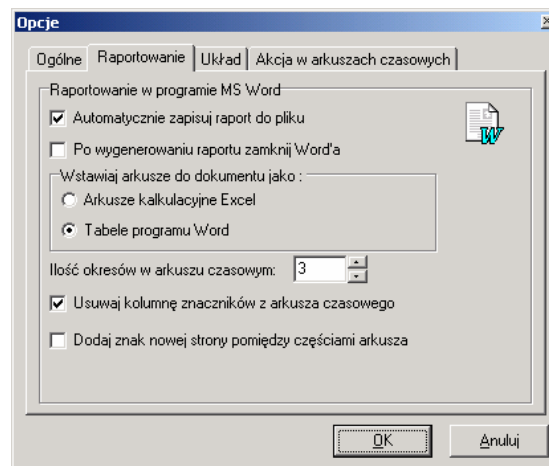 Opcje
Ogólne Raportowanie Układ Akcja w arkuszach czasowych
Raportowanie w programie MS Word
Automatycznie zapisuj raport do pliku
Po wygenerowaniu raportu zamknij Word'a
Wstawiaj arkusze do dokumentu jako :
Arkusze kalkulacyjne Excel
Tabele programu Word
Ilość okresów w arkuszu czasowym: 3
Usuwaj kolumnę znaczników z arkusza czasowego
Dodaj znak nowej strony pomiędzy częściami arkusza
OK Anuluj